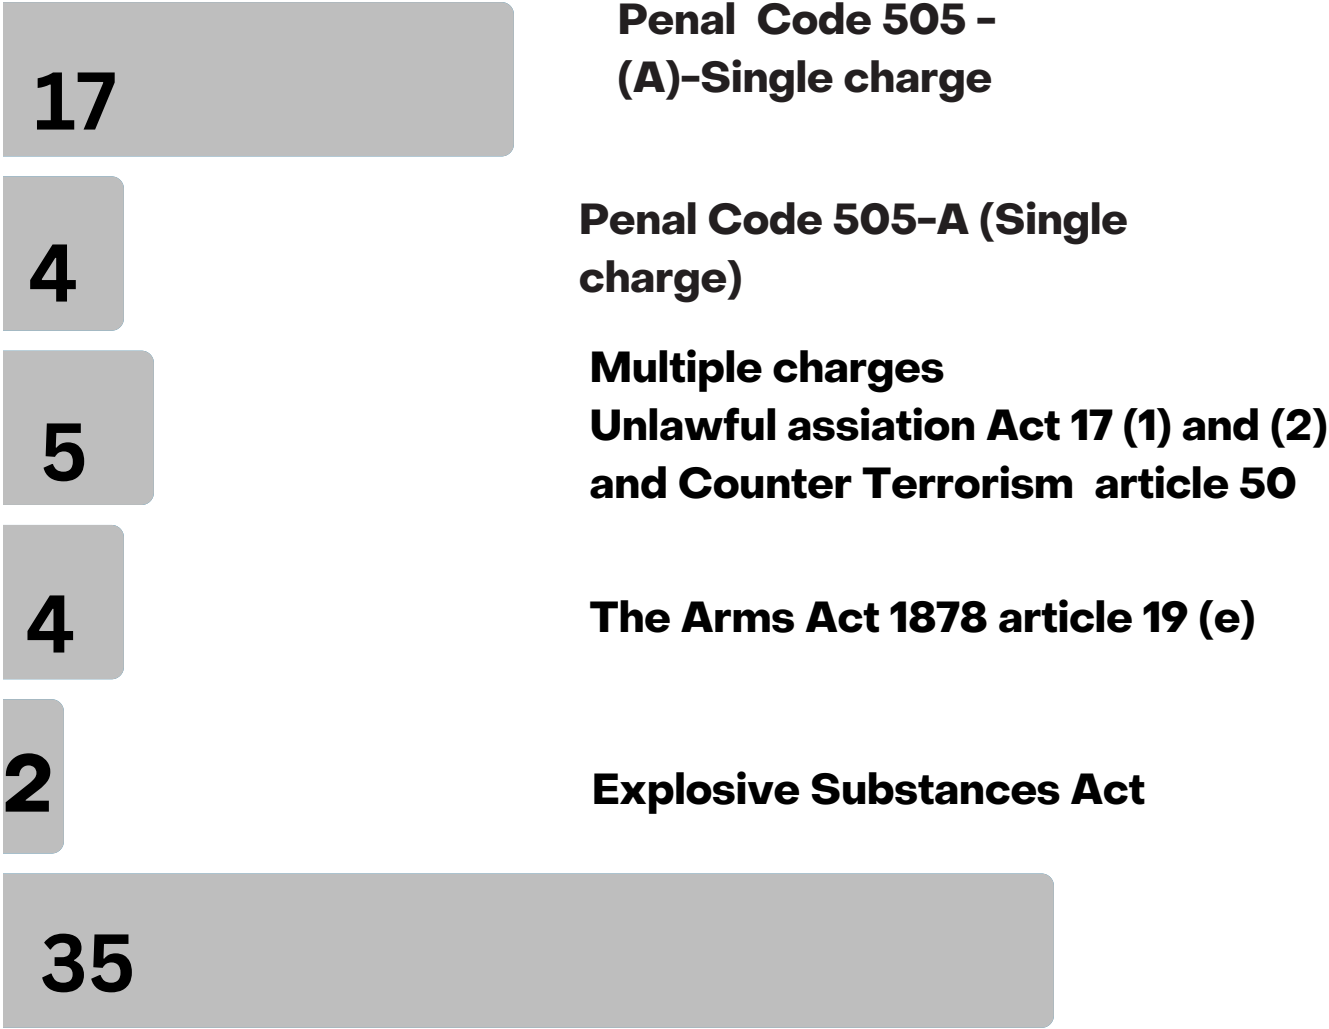 17
Penal Code 505 -
(A)-Single charge
4
Penal Code 505-A (Single
charge)
5
Multiple charges
Unlawful assiation Act 17 (1) and (2)
and Counter Terrorism article 50
4
The Arms Act 1878 article 19 (e)
2
Explosive Substances Act
35